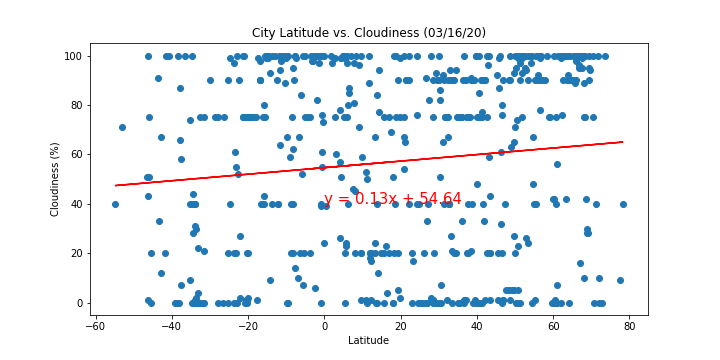 City Latitude vs. Cloudiness (03/16/20)
100
80
60
40
20
0
Cloudiness (%)
y = 0.13x + 54.64
−60 −40 −20 0 20 40 60 80
Latitude